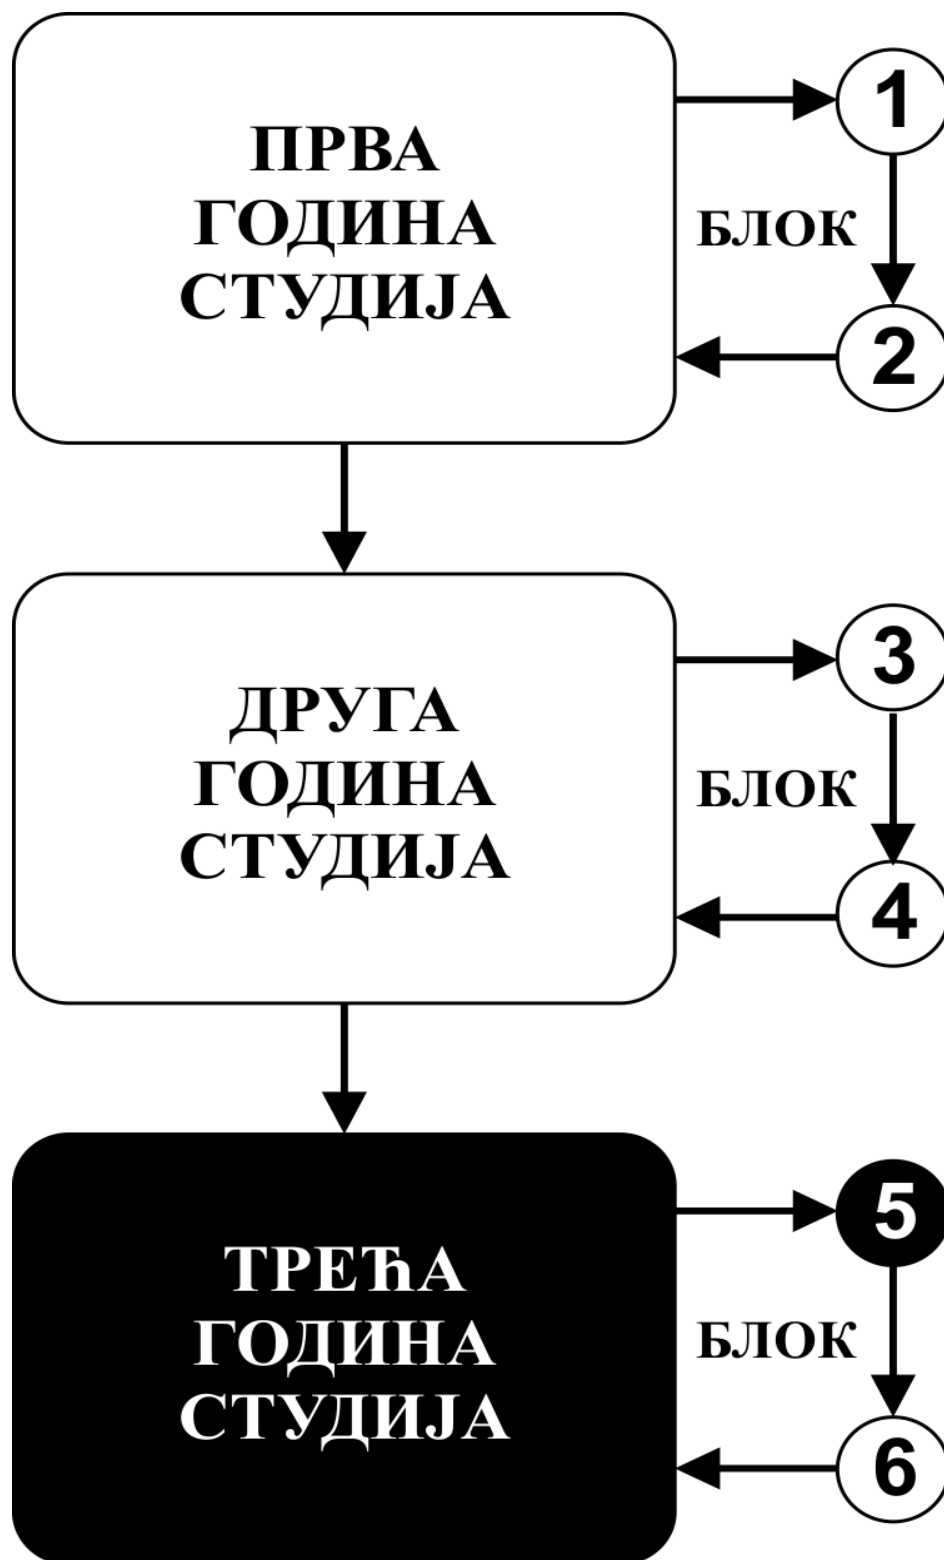 ПРВА
ГОДИНА
СТУДИЈА
1
БЛОК
2
ДРУГА
ГОДИНА
СТУДИЈА
3
БЛОК
4
ТРЕЋА
ГОДИНА
СТУДИЈА
5
БЛОК
6